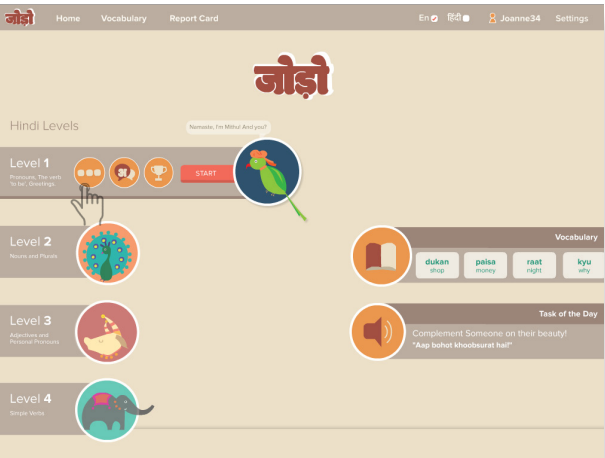 जोड़ो Home Vocabulary Report Card En हिंदी Joanne34 Settings
जोड़ो
Hindi Levels
Namaste, I'm Mithu! And you?
Level 1
Pronouns, The verb
'to be', Greetings.
START
Level 2
Nouns and Plurals
Vocabulary
dukan paisa raat kyu
shop money night why
Level 3
Adjectives and
Personal Pronouns
Task of the Day
Complement Someone on their beauty!
"Aap bohot khoobsurat hai!"
Level 4
Simple Verbs